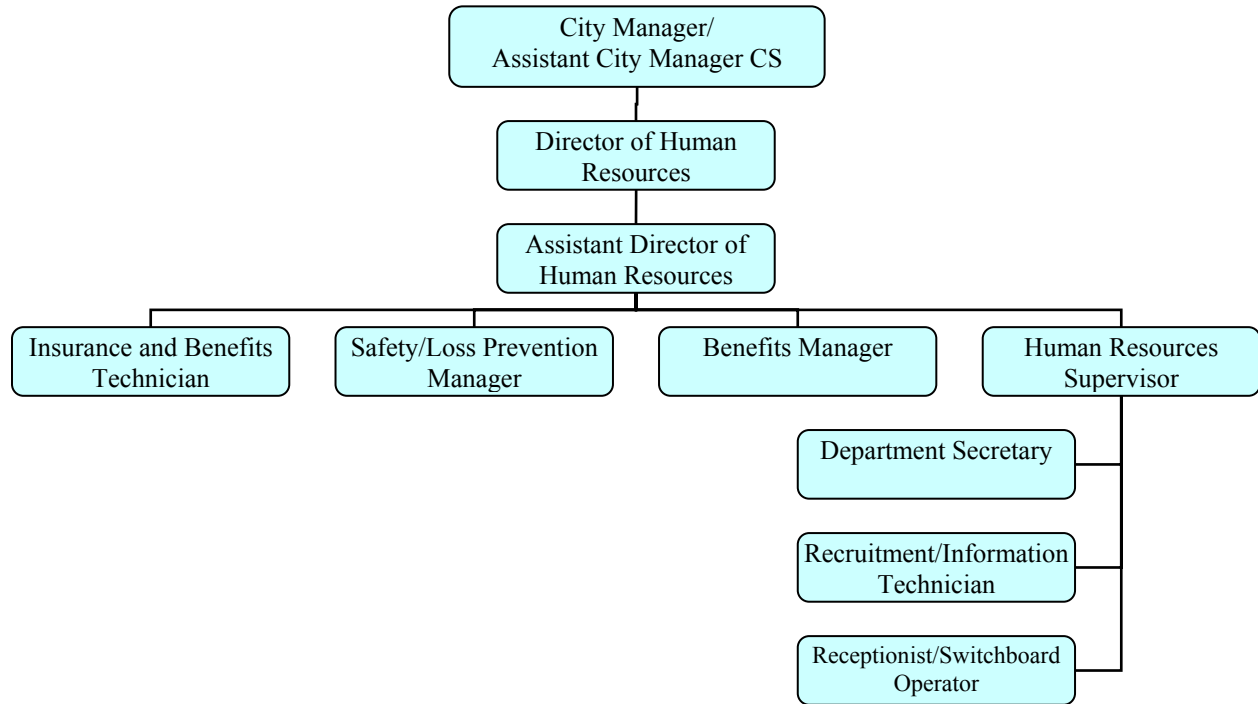 City Manager/
Assistant City Manager CS
Director of Human
Resources
Assistant Director of
Human Resources
Insurance and Benefits
Technician
Safety/Loss Prevention
Manager
Benefits Manager
Human Resources
Supervisor
Department Secretary
Recruitment/Information
Technician
Receptionist/Switchboard
Operator